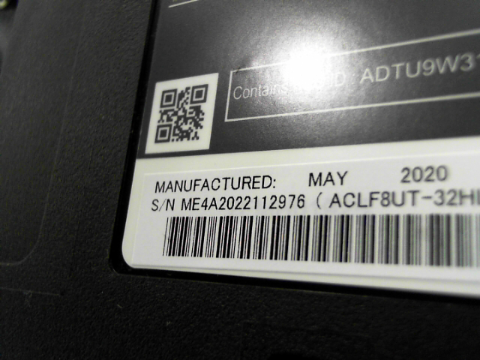 Contains ADTU9W31
MANUFACTURED: MAY 2020
S/N ME4A2022112976 ( ACLF8UT-32H